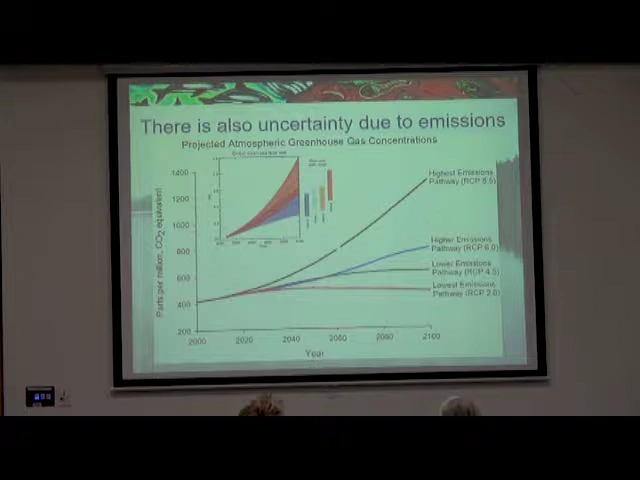 There is also uncertainty due to emissions
Projected Atmospheric Greenhouse Gas Concentrations
Parts per million, CO2 equivalent
1400
1200
1000
800
600
400
200
2000
2020
2040
2060
2080
2100
Year
Highest Emissions
Pathway (RCP 8.5)
Higher Emissions
Pathway (RCP 6.0)
Lower Emissions
Pathway (RCP 4.5)
Lowest Emissions
Pathway (RCP 2.6)